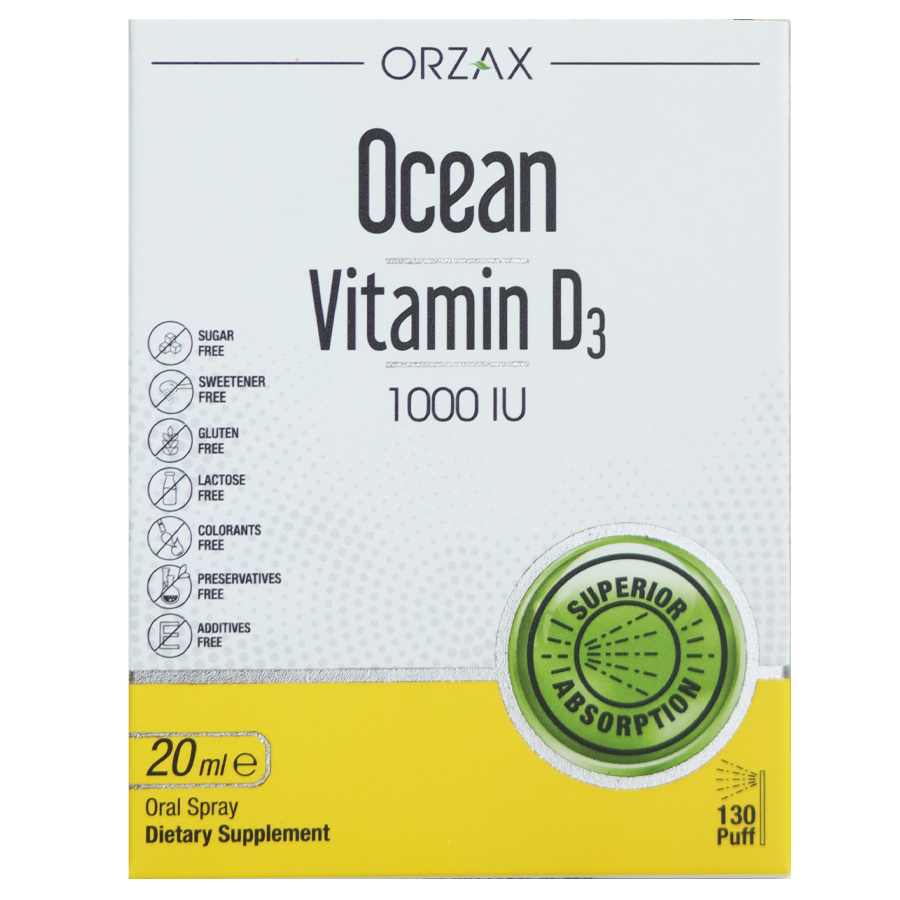 ORZAX
Ocean
Vitamin D3
1000 IU
SUGAR
FREE
SWEETENER
FREE
GLUTEN
FREE
LACTOSE
FREE
COLORANTS
FREE
PRESERVATIVES
FREE
E
ADDITIVES
FREE
SUPERIOR
ABSORPTION
20 ml e
Oral Spray
Dietary Supplement
130
Puff